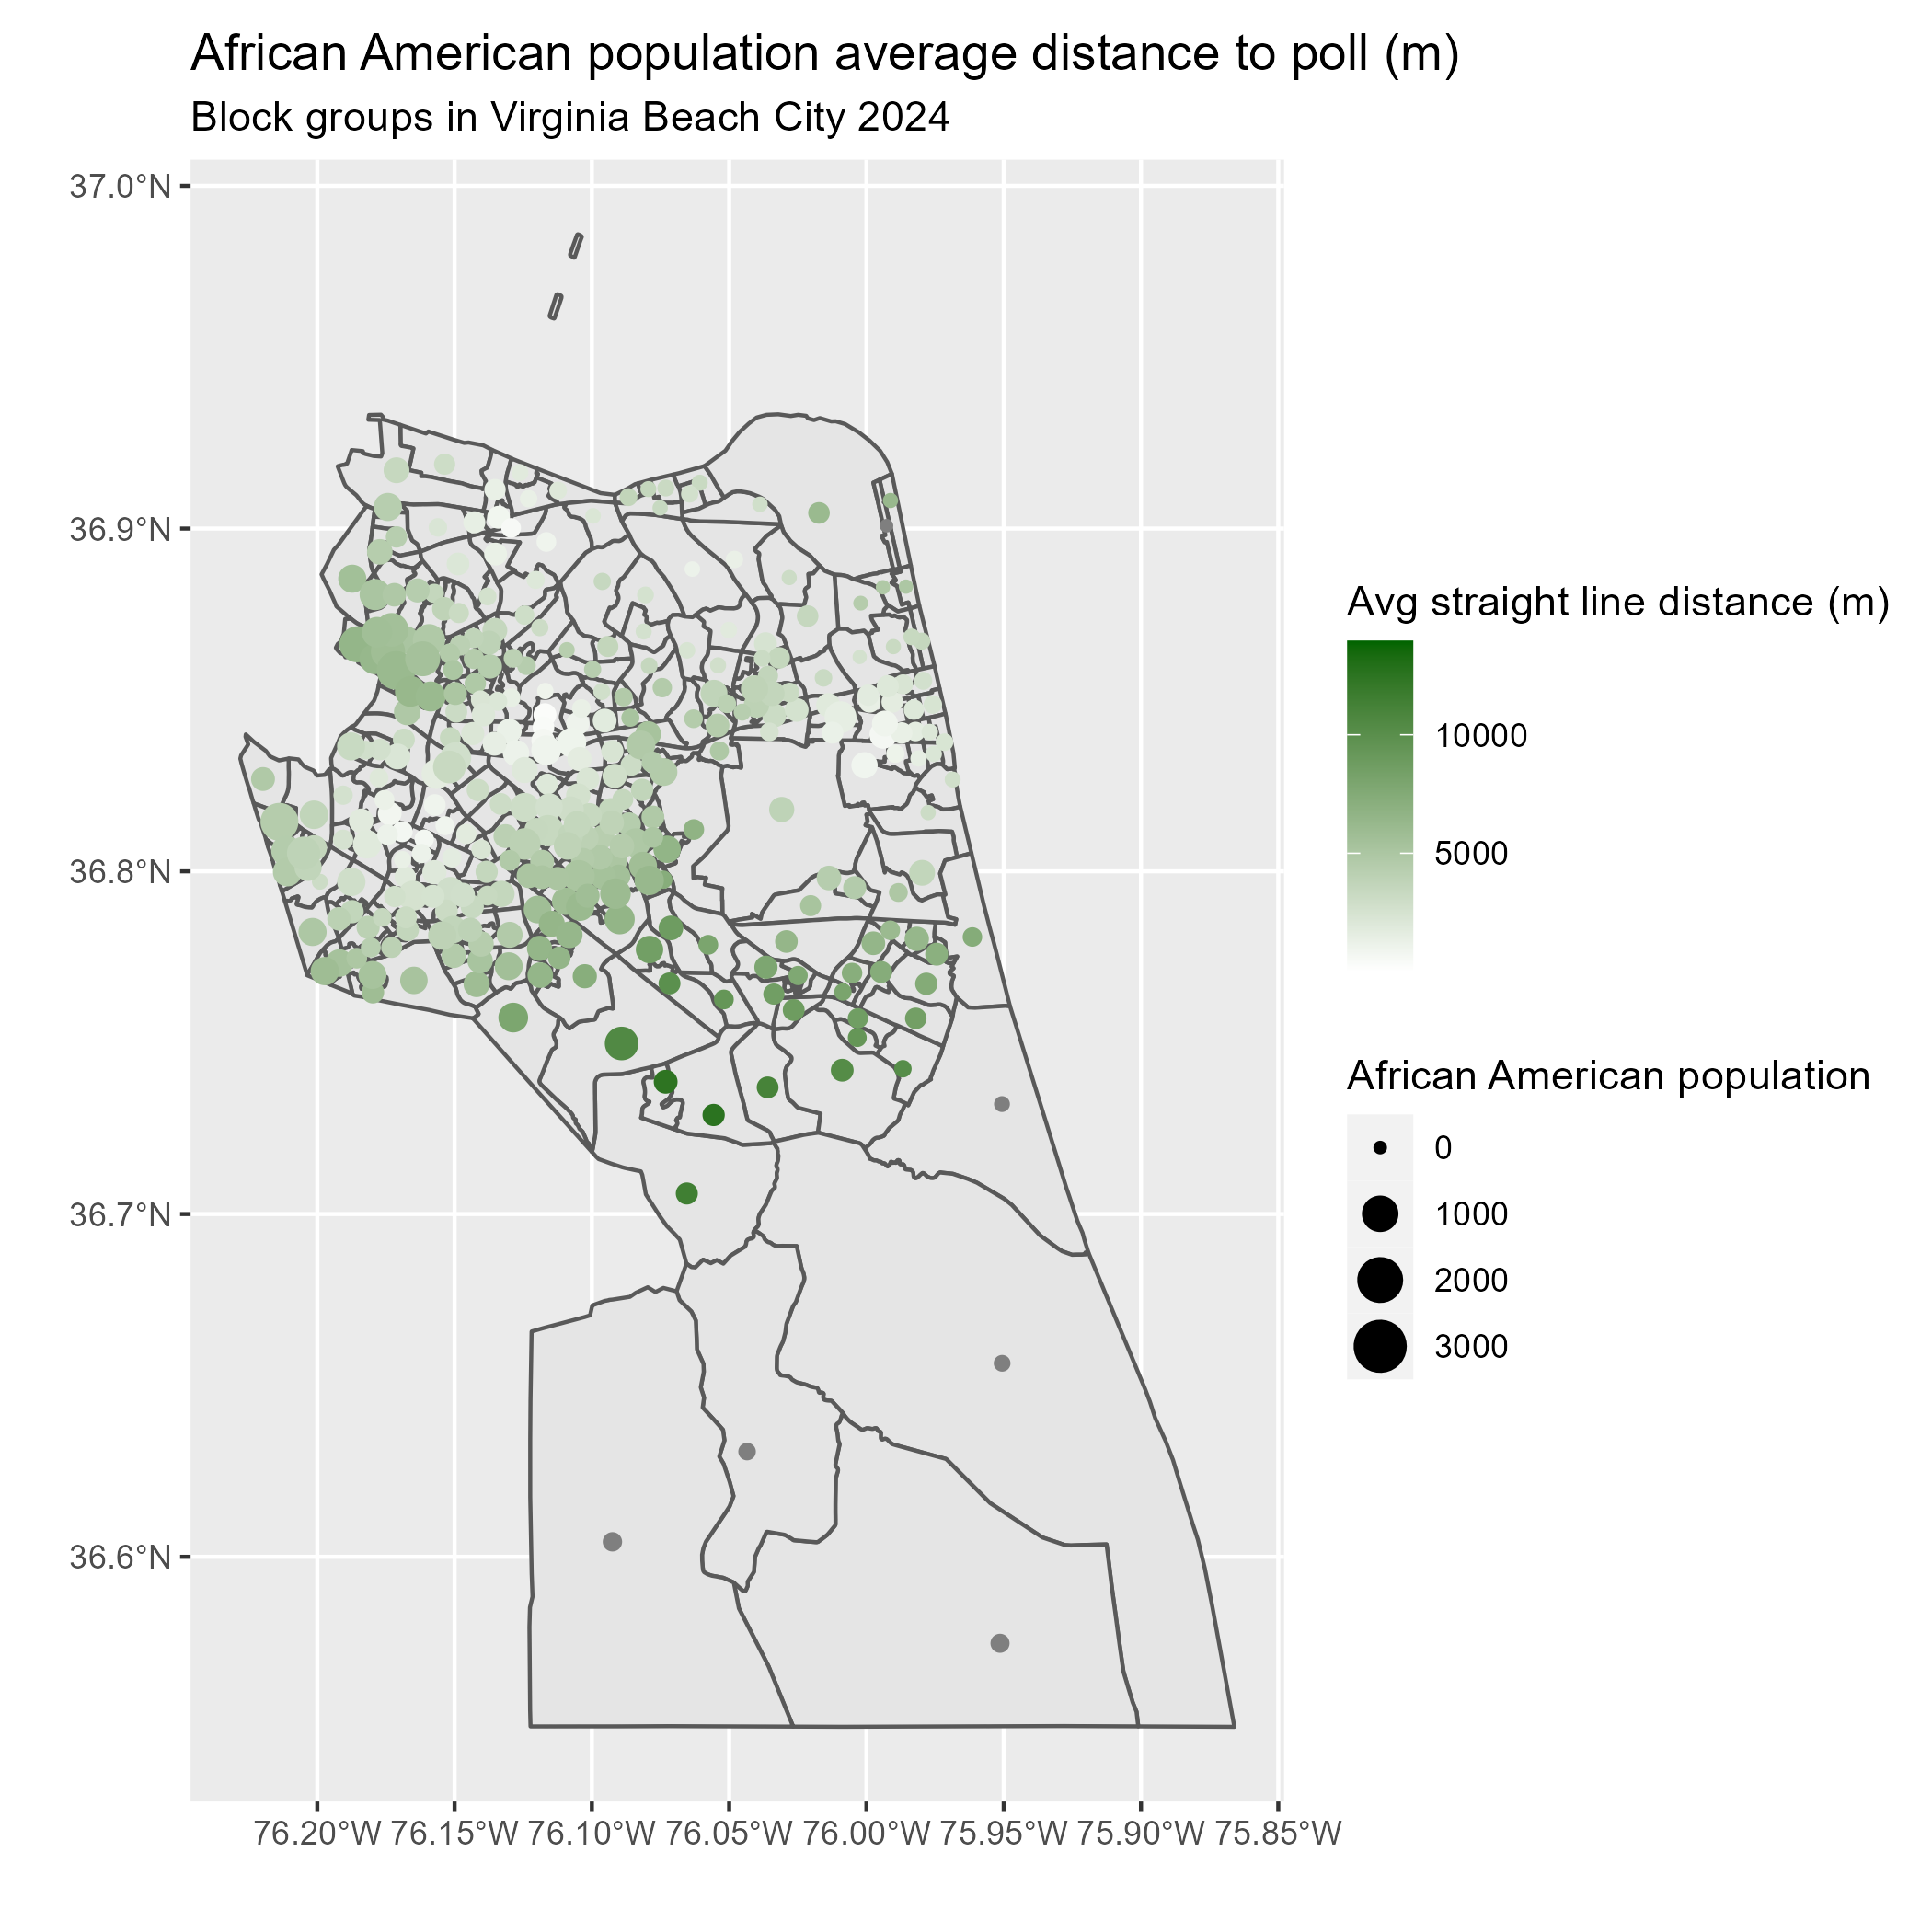 African American population average distance to poll (m)
Block groups in Virginia Beach City 2024
37.0°N
36.9°N
36.8°N
36.7°N
36.6°N
76.20°W 76.15°W 76.10°W 76.05°W 76.00°W 75.95°W 75.90°W 75.85°W
Avg straight line distance (m)
10000
5000
African American population
0
1000
2000
3000